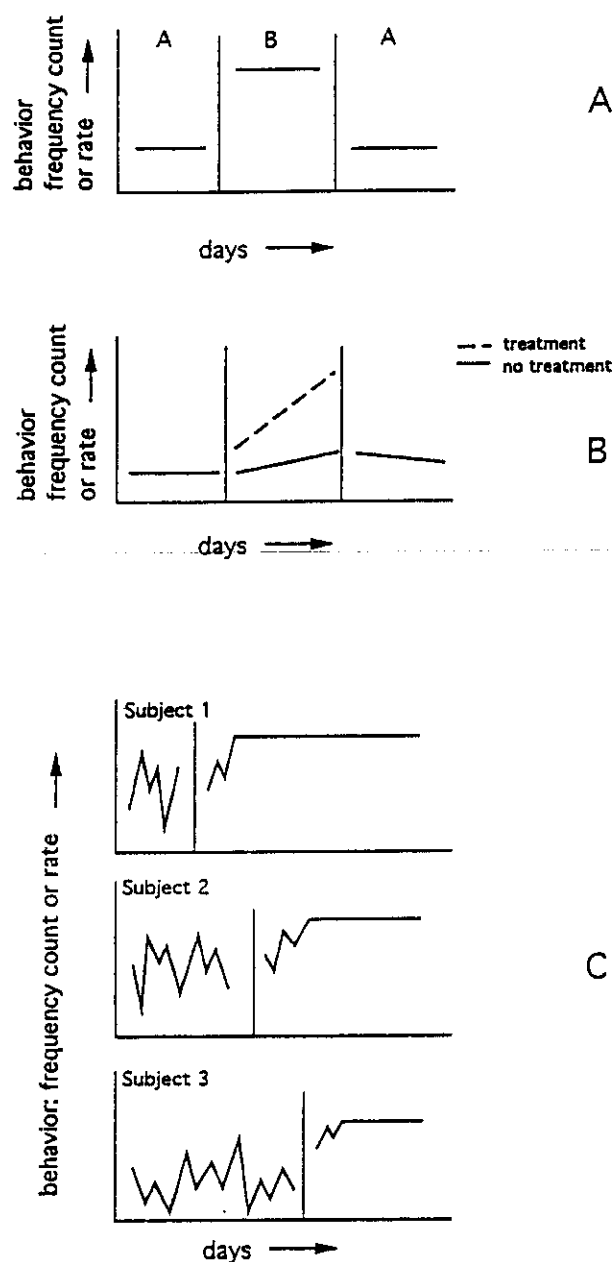 A B A
behavior
frequency count
or rate
A
days
treatment
no treatment
behavior
frequency count
or rate
B
days
Subject 1
Subject 2
behavior: frequency count or rate
C
Subject 3
days